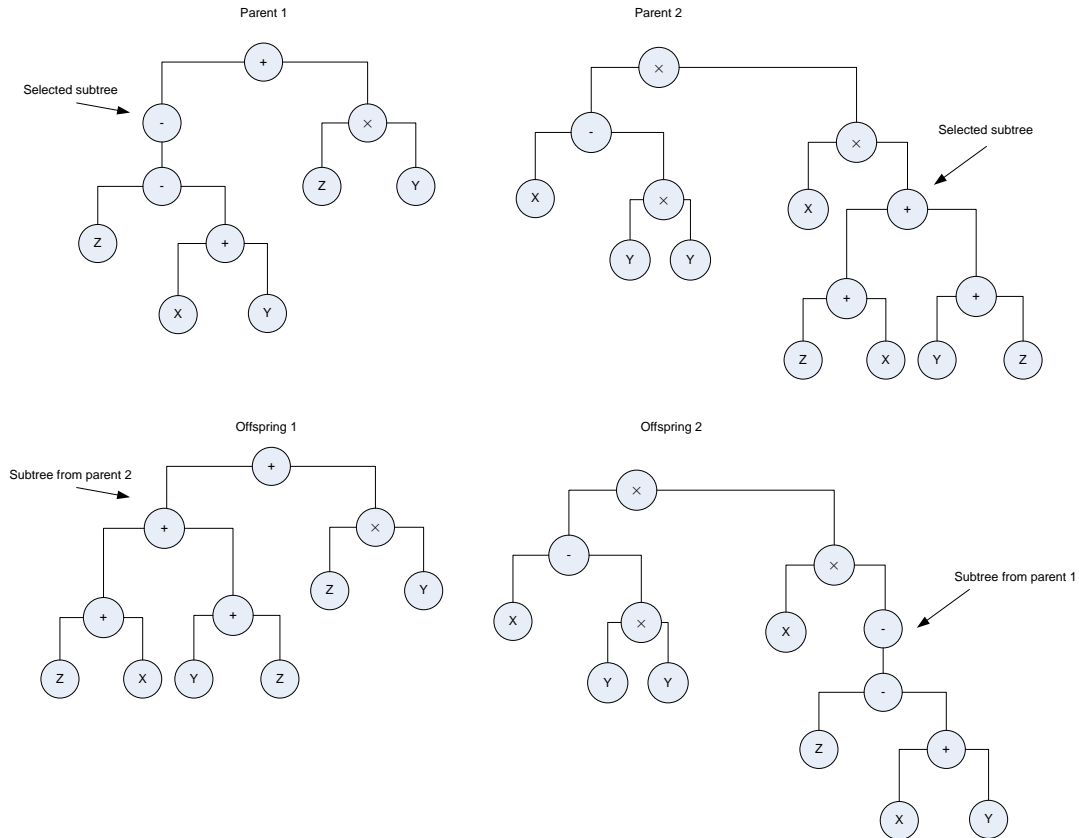 Parent 1
Parent 2
+
×
Selected subtree
-
×
-
×
Selected subtree
-
Z
Y
X
×
X
+
Z
+
Y
Y
X
Y
+
+
Z
X
Y
Z
Offspring 1
Offspring 2
+
×
Subtree from parent 2
+
×
-
×
Subtree from parent 1
Z
Y
+
+
X
×
X
-
Z
X
Y
Z
Y
Y
-
Z
+
X
Y